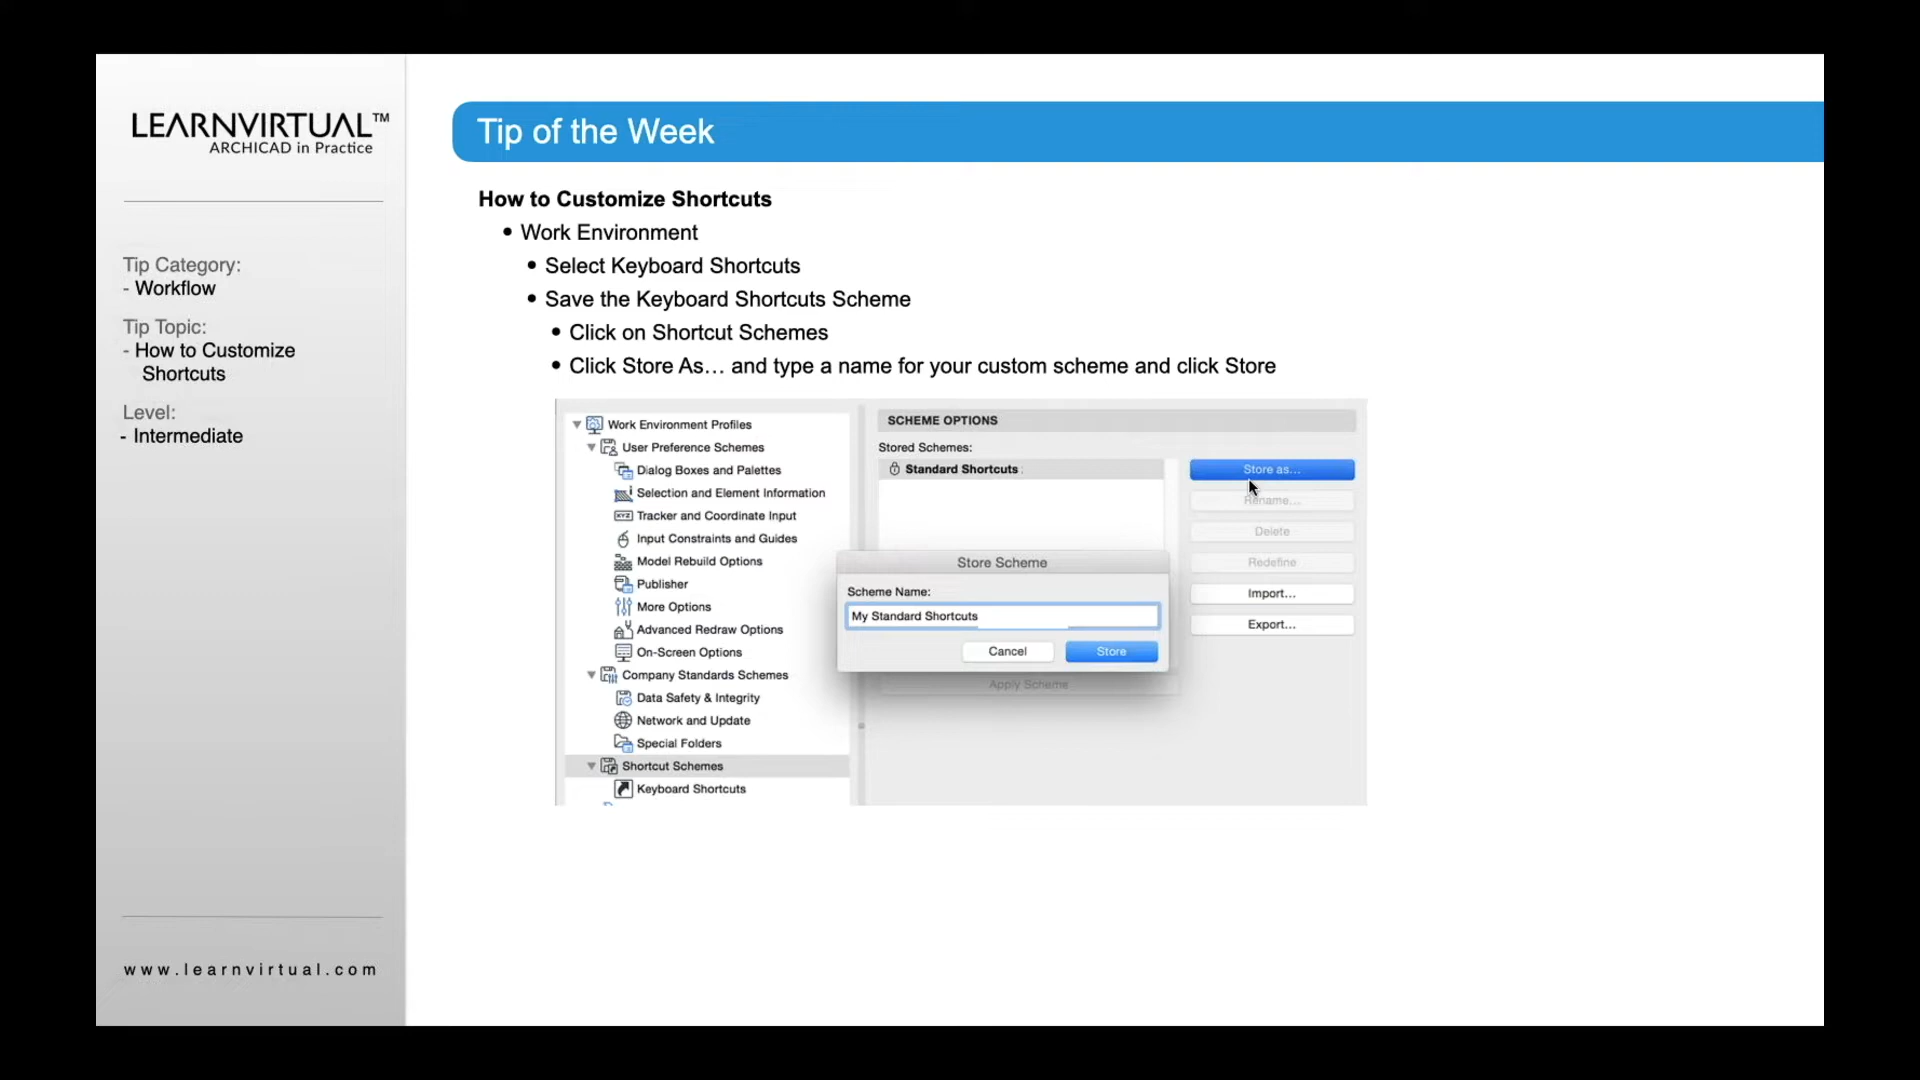 LEARNVIRTUAL™
ARCHICAD in Practice
Tip Category:
- Workflow
Tip Topic:
- How to Customize
Shortcuts
Level:
- Intermediate
www.learnvirtual.com
Tip of the Week
How to Customize Shortcuts
• Work Environment
• Select Keyboard Shortcuts
• Save the Keyboard Shortcuts Scheme
• Click on Shortcut Schemes
• Click Store As… and type a name for your custom scheme and click Store
Work Environment Profiles
User Preference Schemes
Dialog Boxes and Palettes
Selection and Element Information
Tracker and Coordinate Input
Input Constraints and Guides
Model Rebuild Options
Publisher
More Options
Advanced Redraw Options
On-Screen Options
Company Standards Schemes
Data Safety & Integrity
Network and Update
Special Folders
Shortcut Schemes
Keyboard Shortcuts
SCHEME OPTIONS
Stored Schemes:
Standard Shortcuts
Store as...
Rename...
Delete
Redefine
Import...
Export...
Store Scheme
Scheme Name:
My Standard Shortcuts
Cancel
Store
Apply Scheme